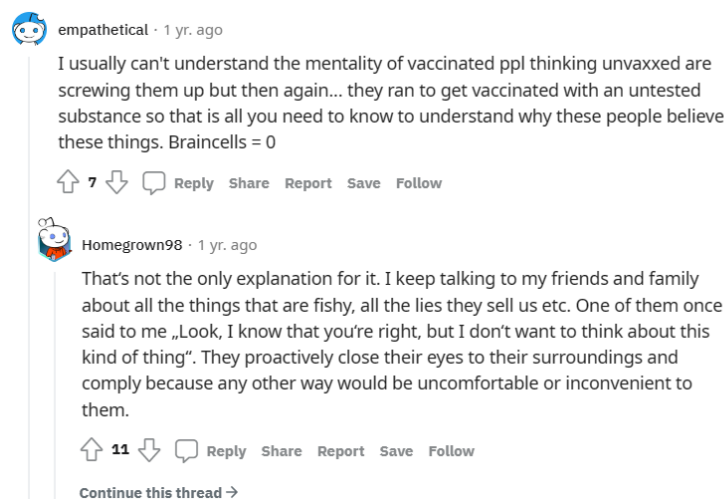 empathetical · 1 yr. ago
I usually can't understand the mentality of vaccinated ppl thinking unvaxxed are
screwing them up but then again... they ran to get vaccinated with an untested
substance so that is all you need to know to understand why these people believe
these things. Braincells = 0
7 Reply Share Report Save Follow
Homegrown98 · 1 yr. ago
That's not the only explanation for it. I keep talking to my friends and family
about all the things that are fishy, all the lies they sell us etc. One of them once
said to me „Look, I know that you‘re right, but I don‘t want to think about this
kind of thing“. They proactively close their eyes to their surroundings and
comply because any other way would be uncomfortable or inconvenient to
them.
11 Reply Share Report Save Follow
Continue this thread →